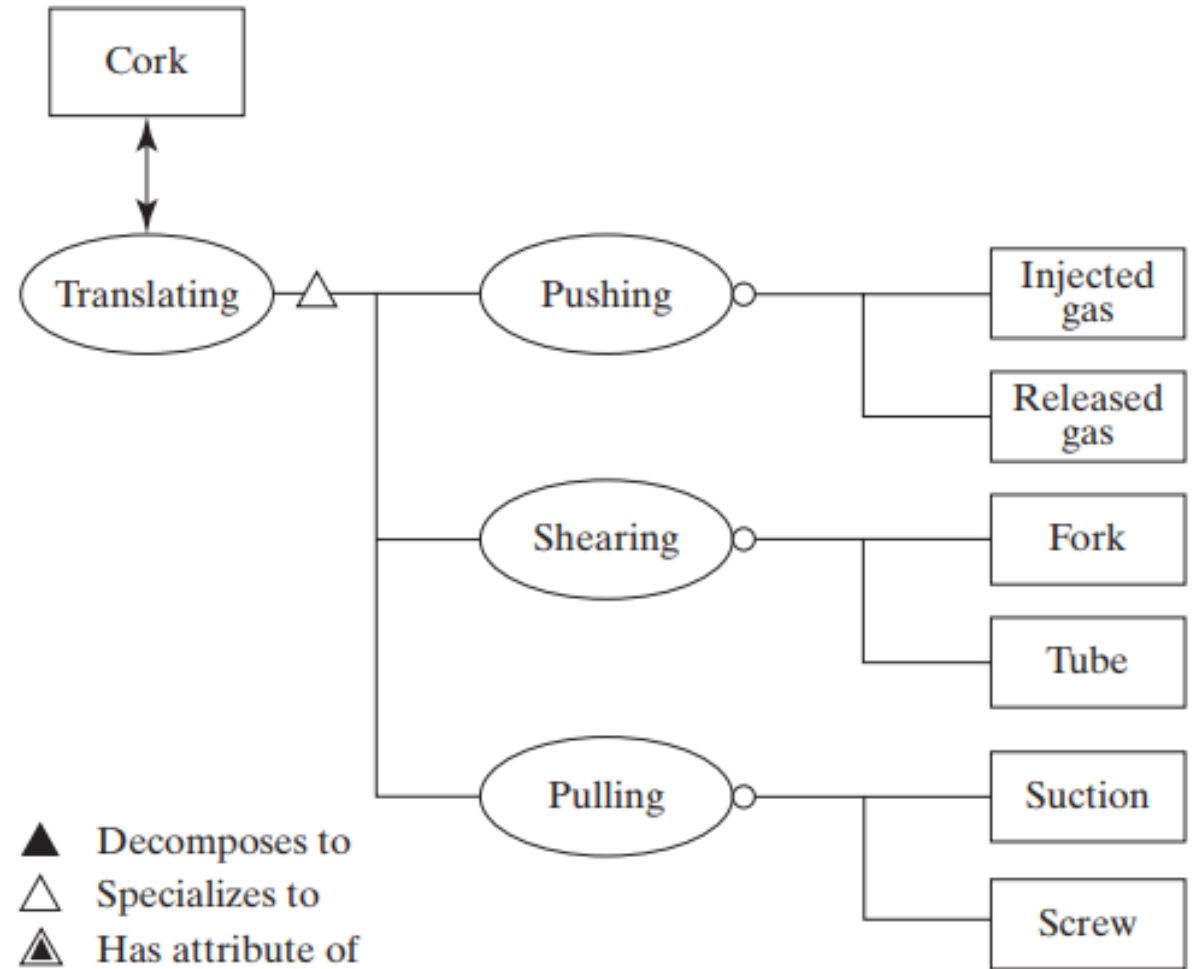 Cork
Translating
Pushing
Injected
gas
Released
gas
Shearing
Fork
Tube
Pulling
Suction
Screw
Decomposes to
Specializes to
Has attribute of